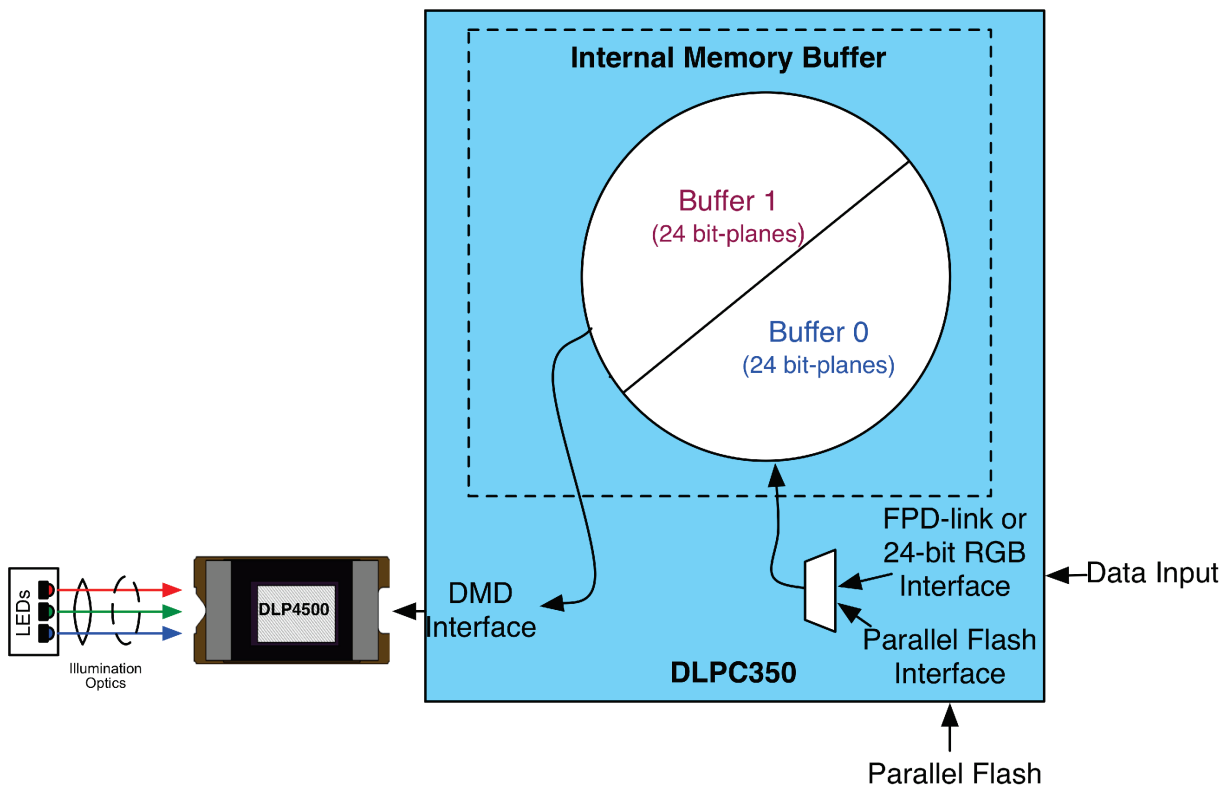 Internal Memory Buffer
Buffer 1
(24 bit-planes)
Buffer 0
(24 bit-planes)
FPD-link or
24-bit RGB
Interface
Data Input
LEDs
DLP4500
DMD
Interface
Illumination
Optics
Parallel Flash
Interface
DLPC350
Parallel Flash